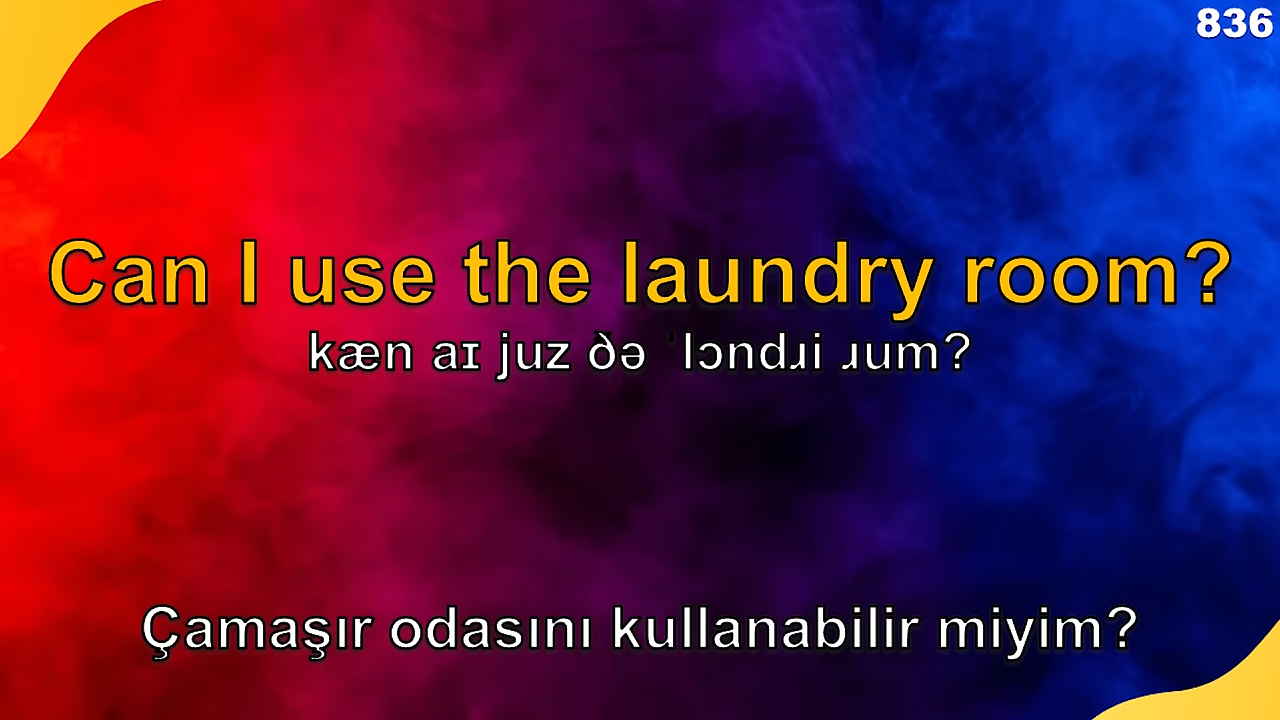 836
Can I use the laundry room?
kæn aɪ juz ðə ˈlɔndɹi ɹum?
Çamaşır odasını kullanabilir miyim?